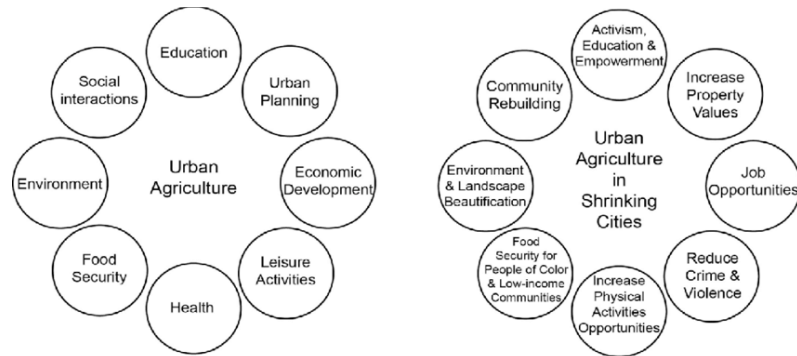 Education
Social
interactions
Urban
Planning
Environment
Urban
Agriculture
Economic
Development
Food
Security
Leisure
Activities
Health
Activism,
Education &
Empowerment
Community
Rebuilding
Increase
Property
Values
Environment
& Landscape
Beautification
Urban
Agriculture
in
Shrinking
Cities
Job
Opportunities
Food
Security for
People of Color
& Low-income
Communities
Reduce
Crime &
Violence
Increase
Physical
Activities
Opportunities